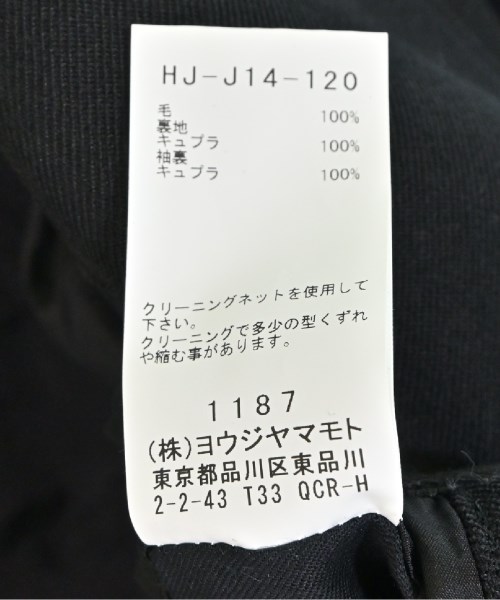 HJ-J14-120
毛 100%
裏地
キュプラ 100%
袖裏
キュプラ 100%
クリーニングネットを使用して
下さい。
クリーニングで多少の型くずれ
や縮む事があります。
1187
(株)ヨウジヤマモト
東京都品川区東品川
2-2-43 T33 QCR-H